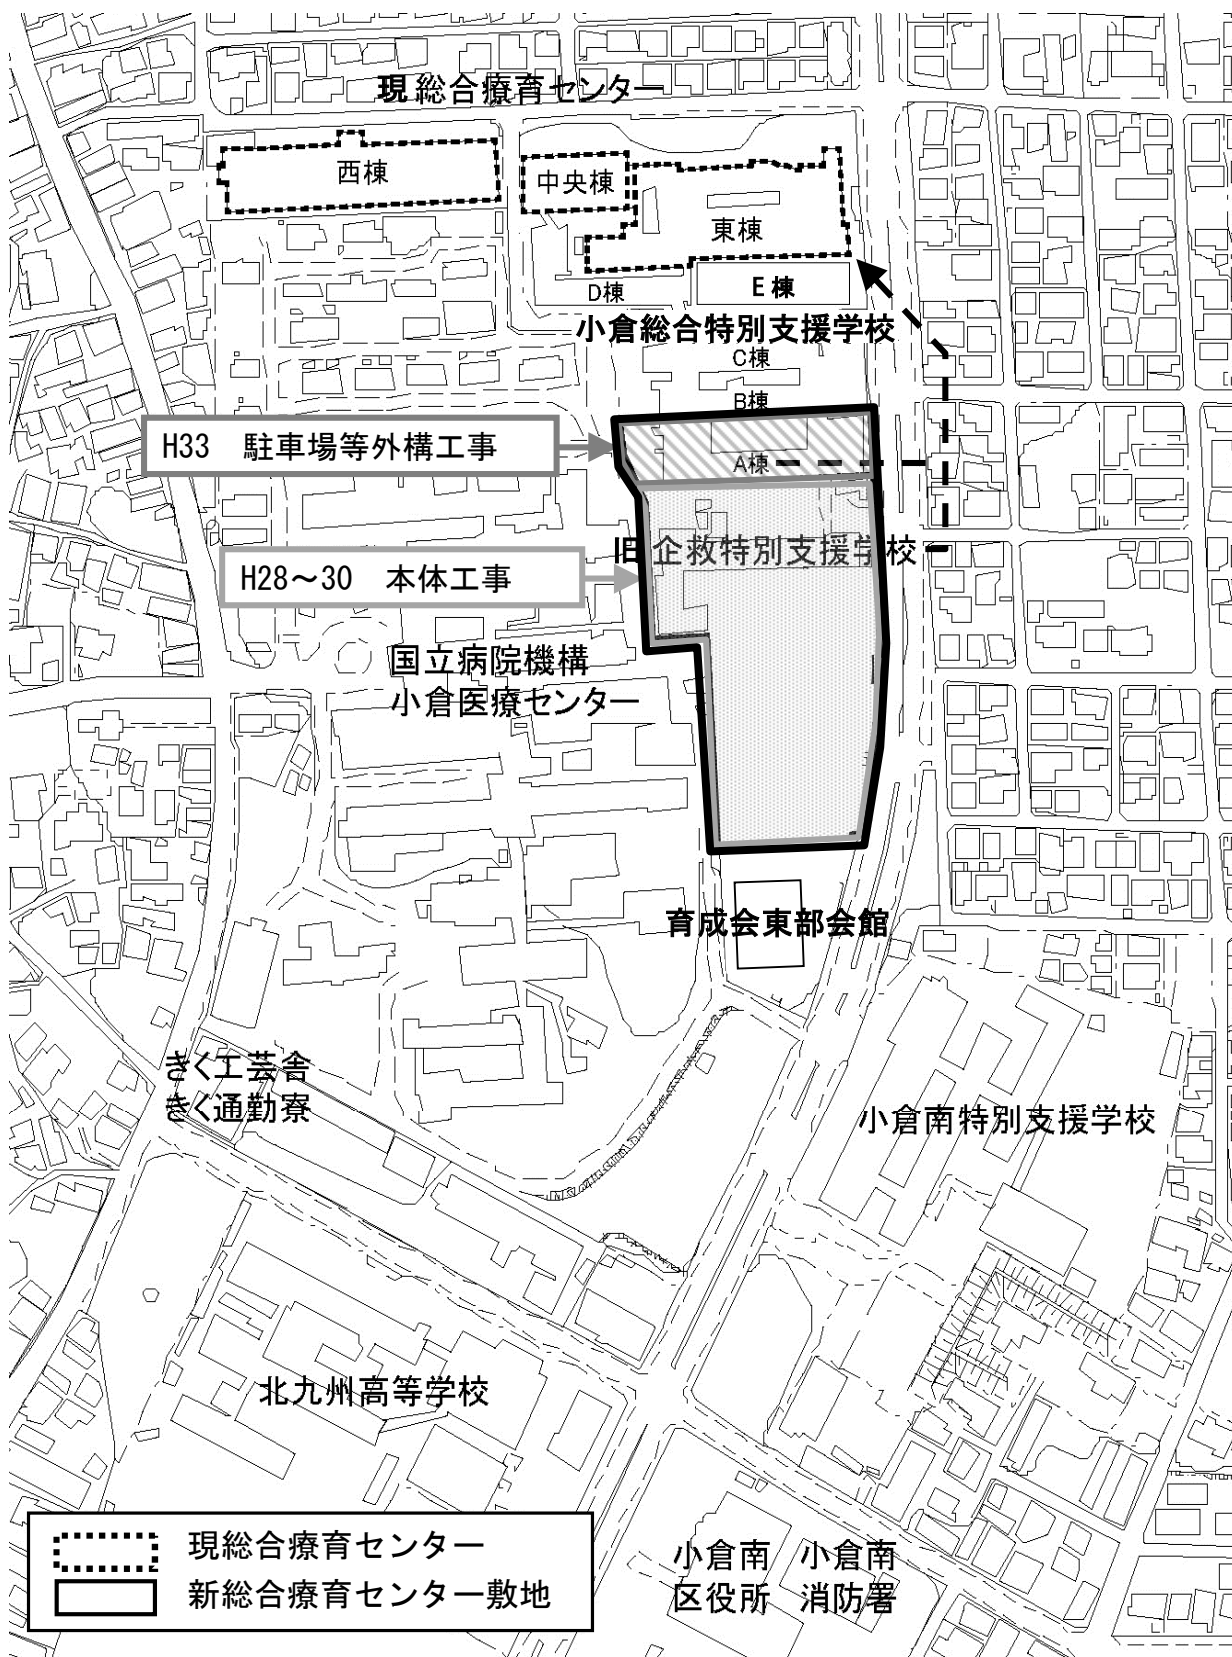 現総合療育センター
西棟
中央棟
東棟
D棟
E棟
小倉総合特別支援学校
C棟
B棟
H33 駐車場等外構工事
A棟
旧企救特別支援学校
H28～30 本体工事
国立病院機構
小倉医療センター
育成会東部会館
きく工芸舎
きく通勤寮
小倉南特別支援学校
北九州高等学校
現総合療育センター
新総合療育センター敷地
小倉南
区役所
小倉南
消防署